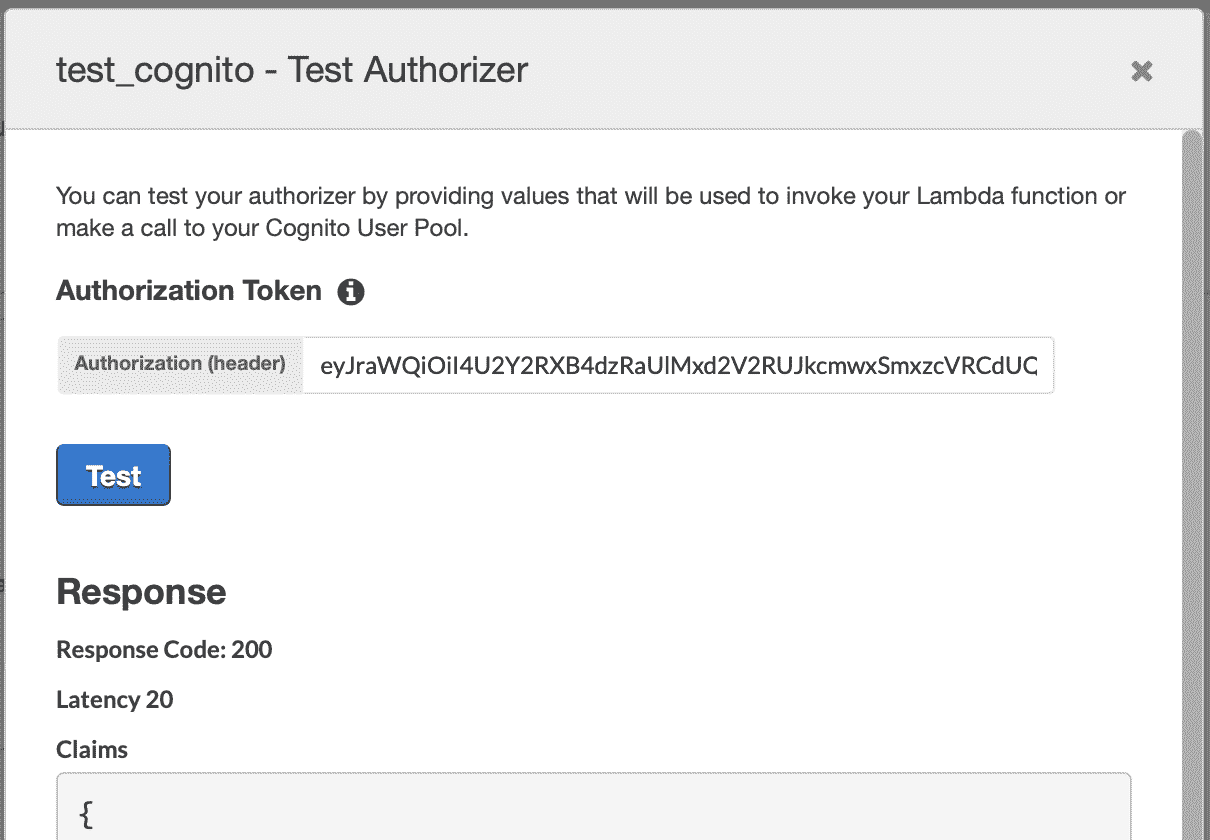 test_cognito - Test Authorizer
You can test your authorizer by providing values that will be used to invoke your Lambda function or
make a call to your Cognito User Pool.
Authorization Token
Authorization (header)
eyJraWQiOiI4U2Y2RXB4dzRaUlMxd2V2RUJkcmwxSmxzcVRCdUQ
Test
Response
Response Code: 200
Latency 20
Claims
{